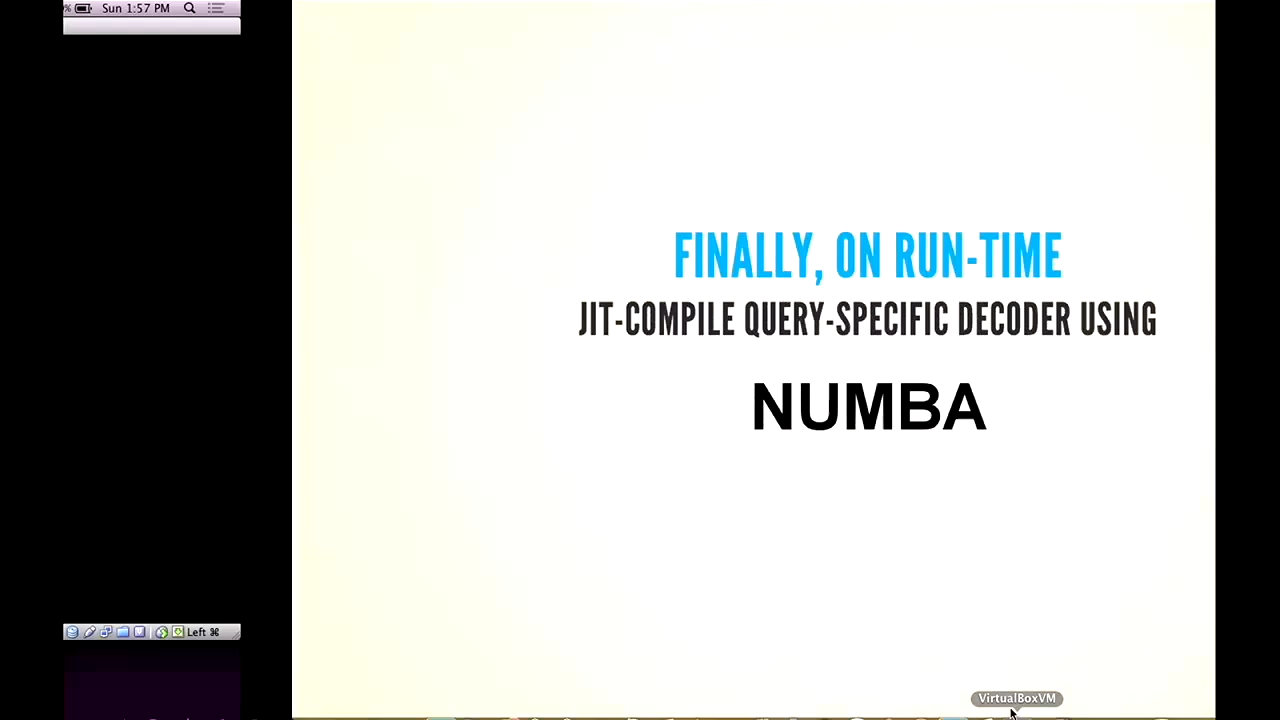 % Sun 1:57 PM
FINALLY, ON RUN-TIME
JIT-COMPILE QUERY-SPECIFIC DECODER USING
NUMBA
Left ⌘
VirtualBoxVM